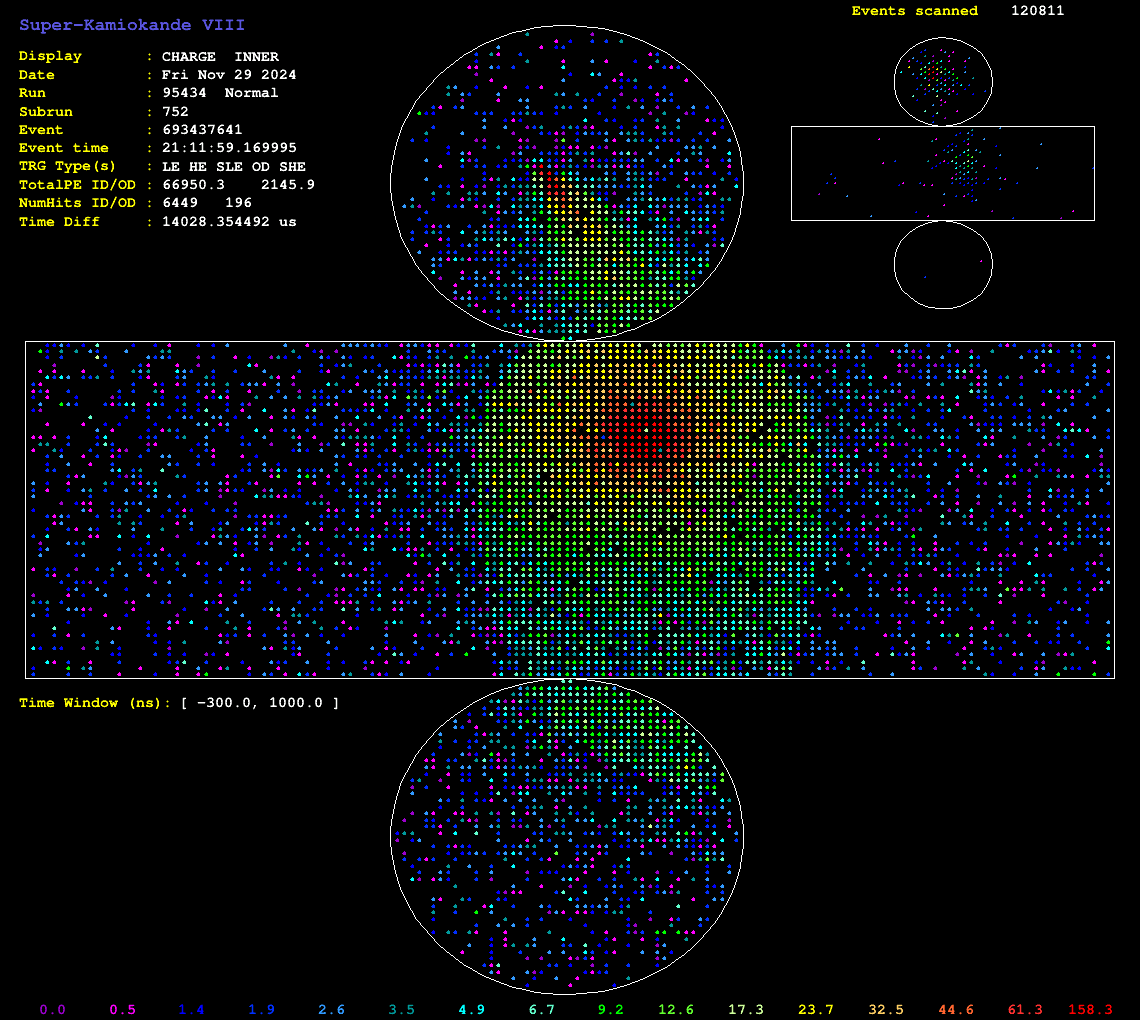 Super-Kamiokande VIII
Events scanned 120811
Display : CHARGE INNER
Date : Fri Nov 29 2024
Run : 95434 Normal
Subrun : 752
Event : 693437641
Event time : 21:11:59.169995
TRG Type(s) : LE HE SLE OD SHE
TotalPE ID/OD : 66950.3 2145.9
NumHits ID/OD : 6449 196
Time Diff : 14028.354492 us
Time Window (ns): [ -300.0, 1000.0 ]
0.0 0.5 1.4 1.9 2.6 3.5 4.9 6.7 9.2 12.6 17.3 23.7 32.5 44.6 61.3 158.3